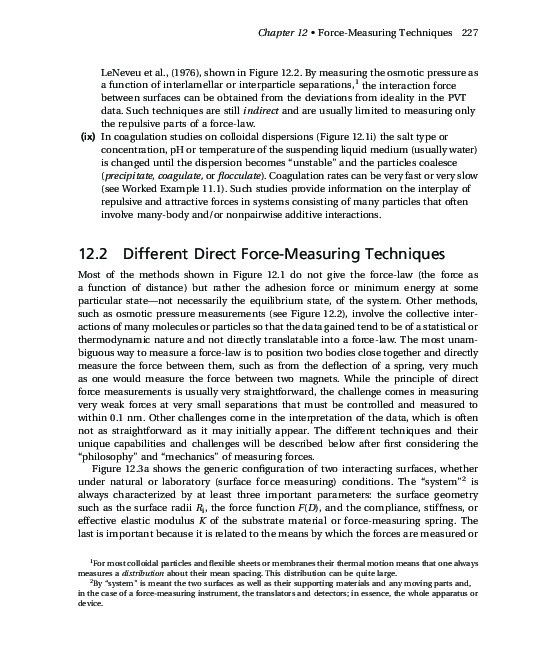 Chapter 12 • Force-Measuring Techniques 227
LeNeveu et al., (1976), shown in Figure 12.2. By measuring the osmotic pressure as
a function of interlamellar or interparticle separations,¹ the interaction force
between surfaces can be obtained from the deviations from ideality in the PVT
data. Such techniques are still indirect and are usually limited to measuring only
the repulsive parts of a force-law.
(ix) In coagulation studies on colloidal dispersions (Figure 12.1i) the salt type or
concentration, pH or temperature of the suspending liquid medium (usually water)
is changed until the dispersion becomes “unstable” and the particles coalesce
(precipitate, coagulate, or flocculate). Coagulation rates can be very fast or very slow
(see Worked Example 11.1). Such studies provide information on the interplay of
repulsive and attractive forces in systems consisting of many particles that often
involve many-body and/or nonpairwise additive interactions.
12.2 Different Direct Force-Measuring Techniques
Most of the methods shown in Figure 12.1 do not give the force-law (the force as
a function of distance) but rather the adhesion force or minimum energy at some
particular state—not necessarily the equilibrium state, of the system. Other methods,
such as osmotic pressure measurements (see Figure 12.2), involve the collective inter-
actions of many molecules or particles so that the data gained tend to be of a statistical or
thermodynamic nature and not directly translatable into a force-law. The most unam-
biguous way to measure a force-law is to position two bodies close together and directly
measure the force between them, such as from the deflection of a spring, very much
as one would measure the force between two magnets. While the principle of direct
force measurements is usually very straightforward, the challenge comes in measuring
very weak forces at very small separations that must be controlled and measured to
within 0.1 nm. Other challenges come in the interpretation of the data, which is often
not as straightforward as it may initially appear. The different techniques and their
unique capabilities and challenges will be described below after first considering the
“philosophy” and “mechanics” of measuring forces.
Figure 12.3a shows the generic configuration of two interacting surfaces, whether
under natural or laboratory (surface force measuring) conditions. The “system”² is
always characterized by at least three important parameters: the surface geometry
such as the surface radii Rᵢ, the force function F(D), and the compliance, stiffness, or
effective elastic modulus K of the substrate material or force-measuring spring. The
last is important because it is related to the means by which the forces are measured or
¹For most colloidal particles and flexible sheets or membranes their thermal motion means that one always
measures a distribution about their mean spacing. This distribution can be quite large.
²By “system” is meant the two surfaces as well as their supporting materials and any moving parts and,
in the case of a force-measuring instrument, the translators and detectors; in essence, the whole apparatus or
device.